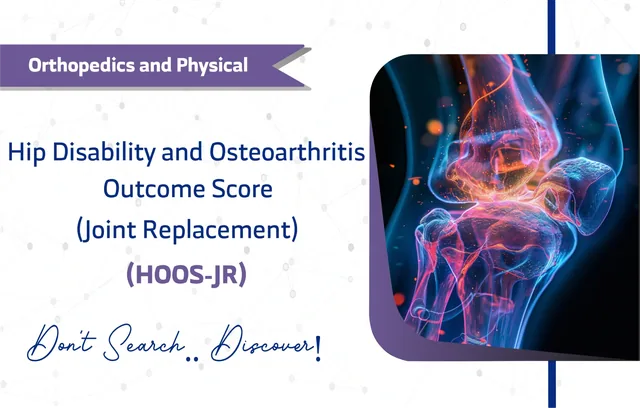 Orthopedics and Physical
Hip Disability and Osteoarthritis
Outcome Score
(Joint Replacement)
(HOOS-JR)
Don't Search.. Discover!